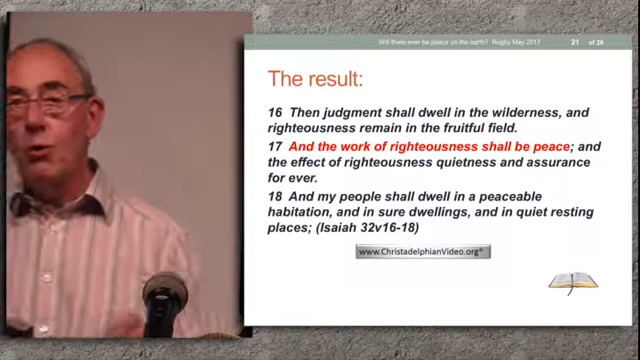 Will there ever be peace on the earth? Rugby May 2017 21 of 26
The result:
16 Then judgment shall dwell in the wilderness, and
righteousness remain in the fruitful field.
17 And the work of righteousness shall be peace; and
the effect of righteousness quietness and assurance
for ever.
18 And my people shall dwell in a peaceable
habitation, and in sure dwellings, and in quiet resting
places; (Isaiah 32v16-18)
www.ChristadelphianVideo.org